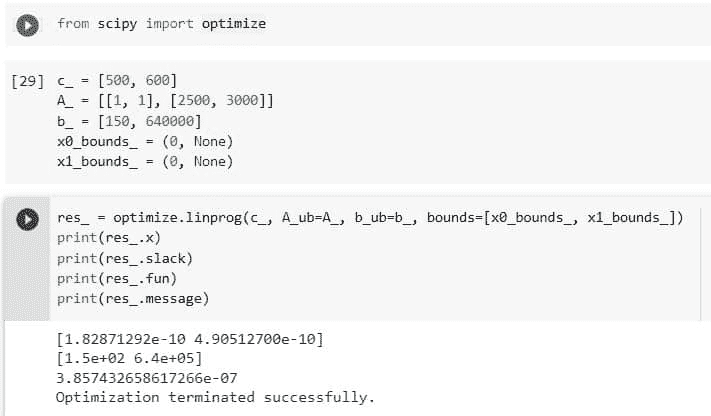 from scipy import optimize
[29] c_ = [500, 600]
A_ = [[1, 1], [2500, 3000]]
b_ = [150, 640000]
x0_bounds_ = (0, None)
x1_bounds_ = (0, None)
res_ = optimize.linprog(c_, A_ub=A_, b_ub=b_, bounds=[x0_bounds_, x1_bounds_])
print(res_.x)
print(res_.slack)
print(res_.fun)
print(res_.message)
[1.82871292e-10 4.90512700e-10]
[1.5e+02 6.4e+05]
3.857432658617266e-07
Optimization terminated successfully.